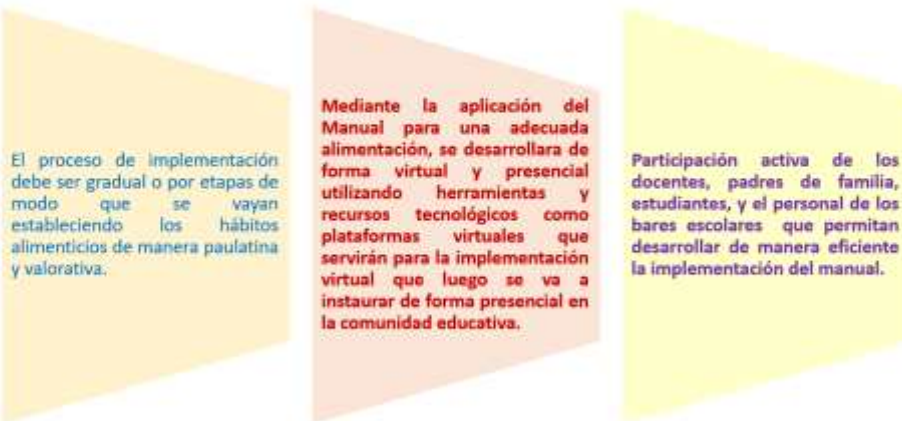 El proceso de implementación
debe ser gradual o por etapas de
modo que se vayan
estableciendo los hábitos
alimenticios de manera paulatina
y valorativa.
Mediante la aplicación del
Manual para una adecuada
alimentación, se desarrollara de
forma virtual y presencial
utilizando herramientas y
recursos tecnológicos como
plataformas virtuales que
servirán para la implementación
virtual que luego se va a
instaurar de forma presencial en
la comunidad educativa.
Participación activa de los
docentes, padres de familia,
estudiantes, y el personal de los
bares escolares que permitan
desarrollar de manera eficiente
la implementación del manual.